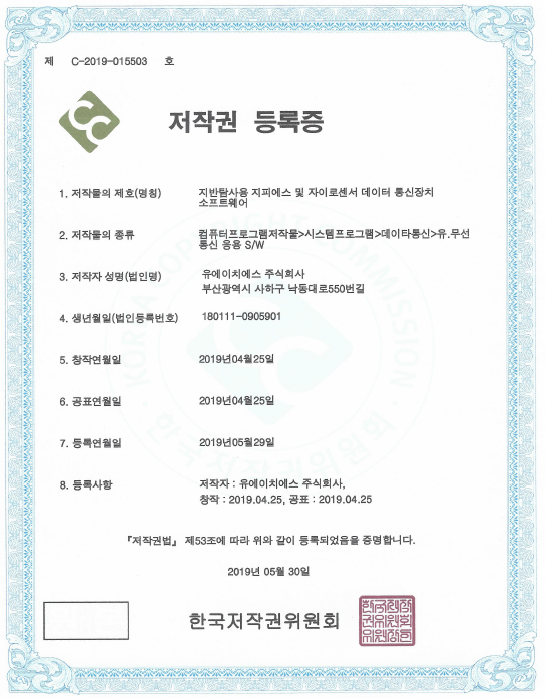 제 C-2019-015503 호
저작권 등록증
1. 저작물의 제호(명칭) 지반탐사용 지피에스 및 자이로센서 데이터 통신장치
소프트웨어
2. 저작물의 종류 컴퓨터프로그램저작물>시스템프로그램>데이타통신>유.무선
통신 응용 S/W
3. 저작자 성명(법인명) 유에이치에스 주식회사
부산광역시 사하구 낙동대로550번길
4. 생년월일(법인등록번호) 180111-0905901
5. 창작연월일 2019년04월25일
6. 공표연월일 2019년04월25일
7. 등록연월일 2019년05월29일
8. 등록사항 저작자 : 유에이치에스 주식회사,
창작 : 2019.04.25, 공표 : 2019.04.25
『저작권법』 제53조에 따라 위와 같이 등록되었음을 증명합니다.
2019년 05월 30일
한국저작권위원회
KOREA COPYRIGHT COMMISSION
한국저작권위원회